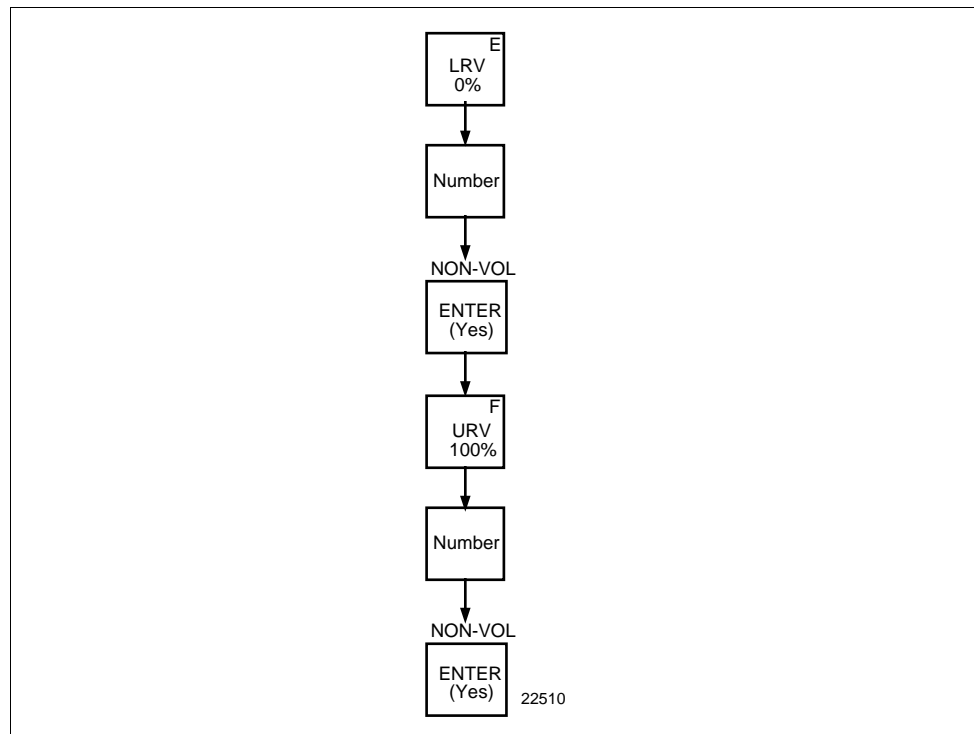 E
LRV
0%
Number
NON-VOL
ENTER
(Yes)
F
URV
100%
Number
NON-VOL
ENTER
(Yes)
22510